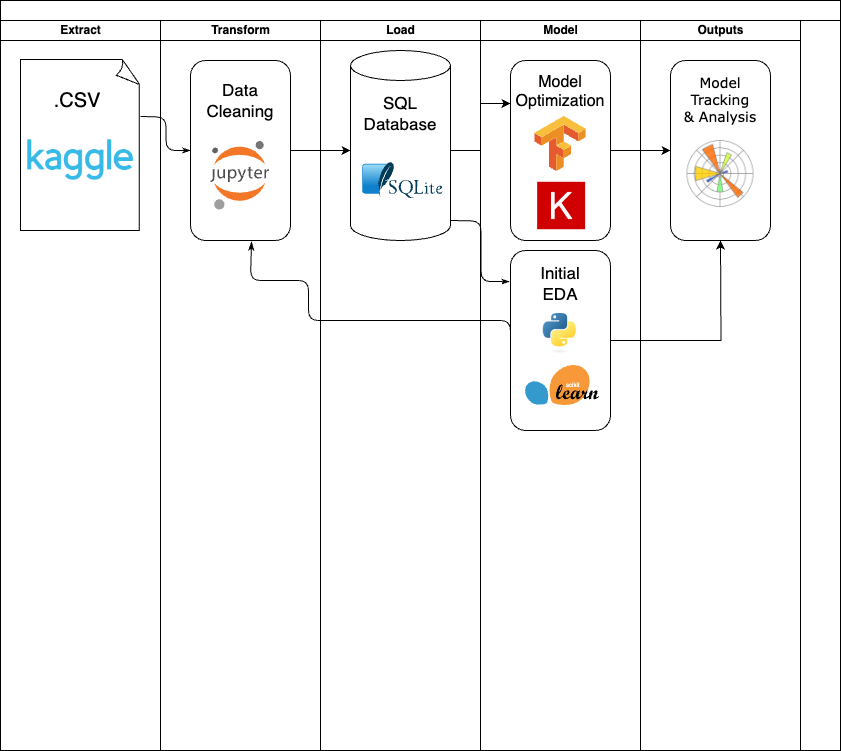 Extract
Transform
Load
Model
Outputs
.CSV
kaggle
Data
Cleaning
jupyter
SQL
Database
SQLite
Model
Optimization
K
Initial
EDA
scikit
learn
Model
Tracking
& Analysis